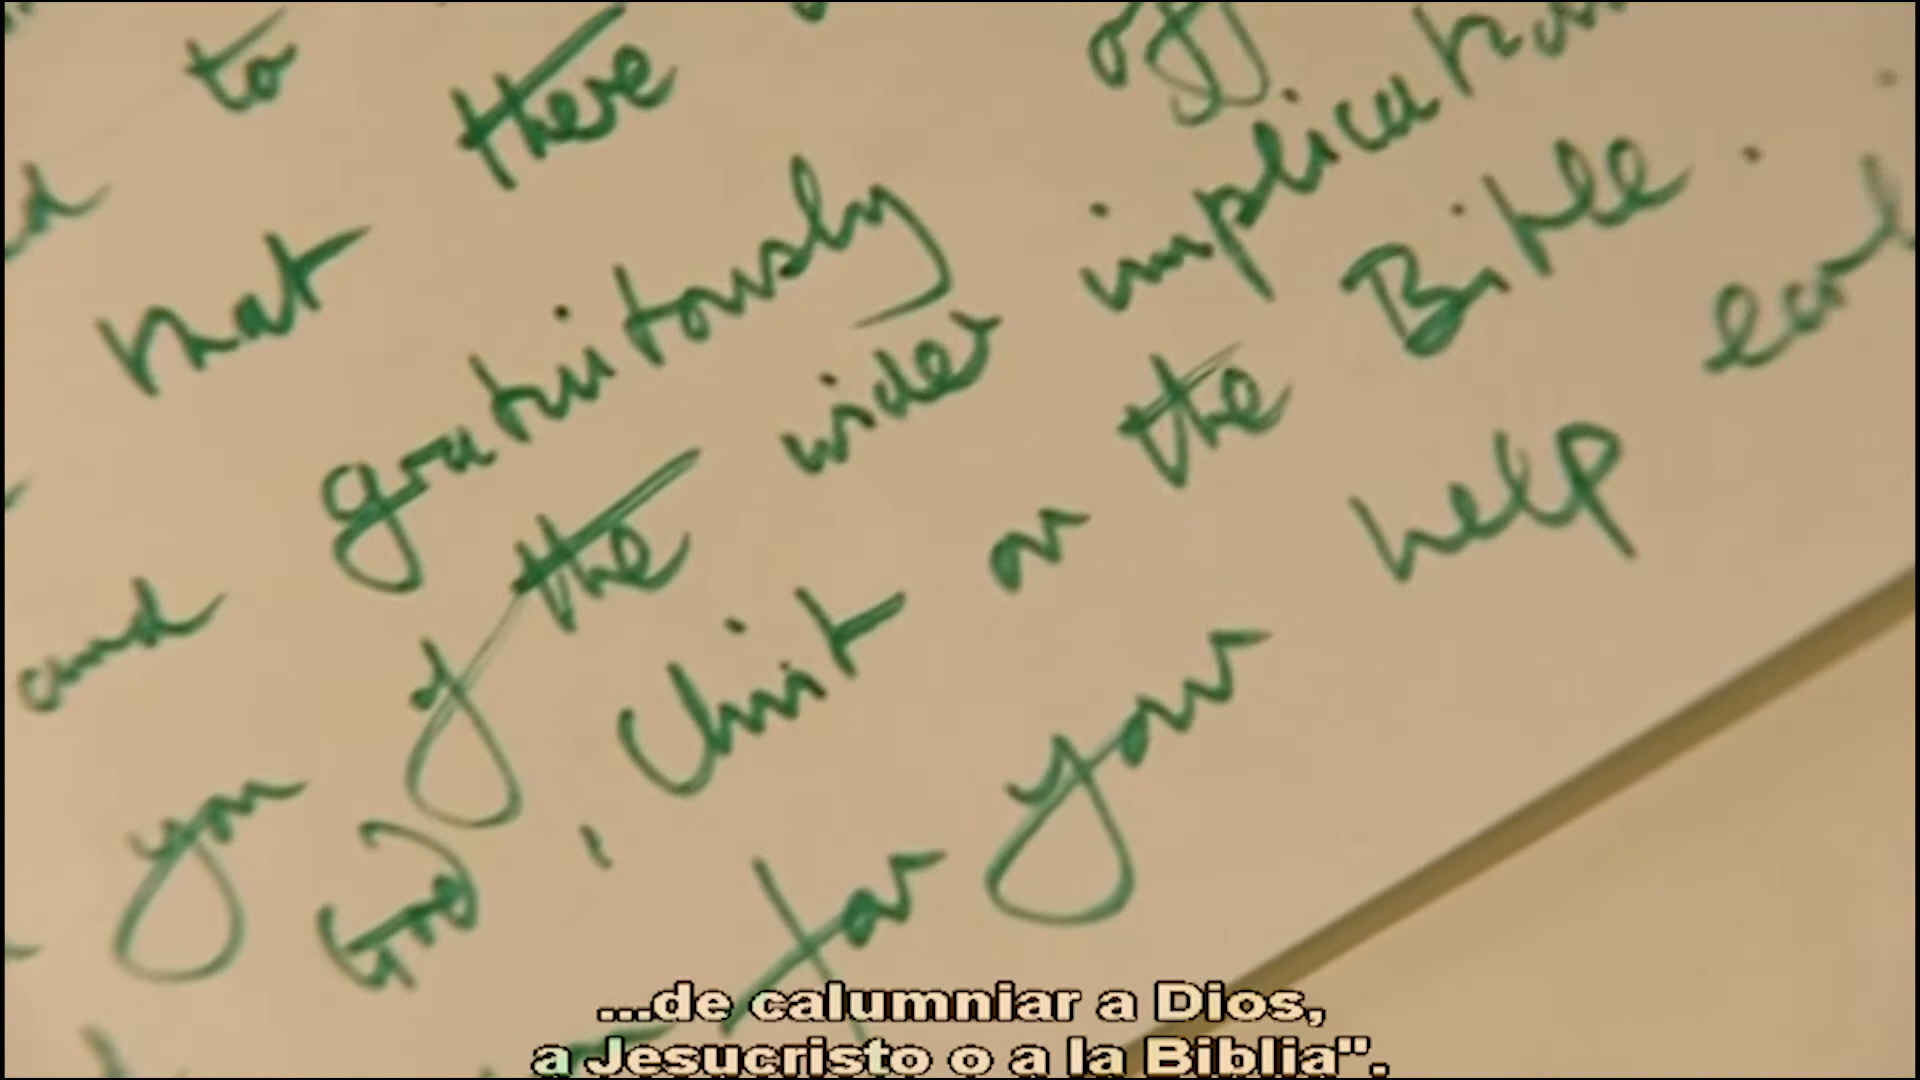 to
that there
and gratuitously off
you of the wider implication
God, Christ or the Bible.
for your help
...de calumniar a Dios,
a Jesucristo o a la Biblia".